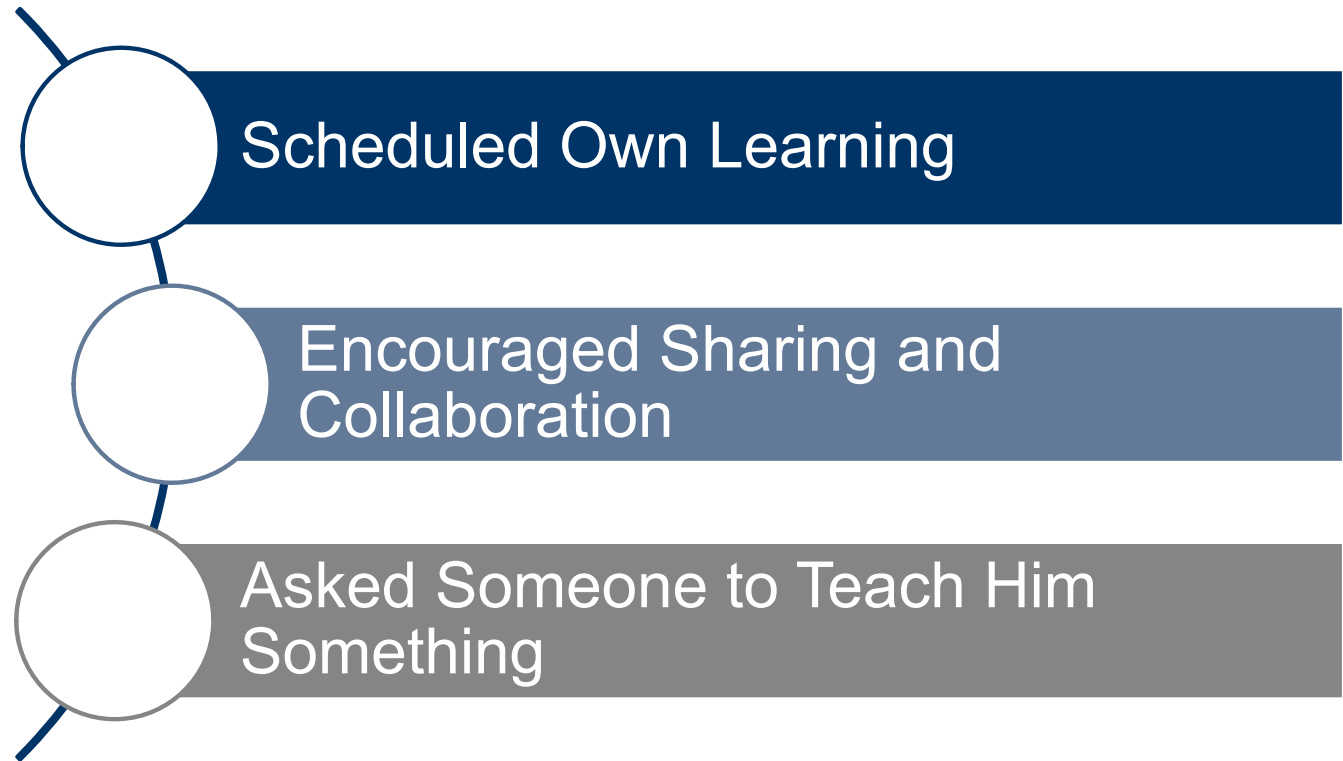 Scheduled Own Learning
Encouraged Sharing and
Collaboration
Asked Someone to Teach Him
Something